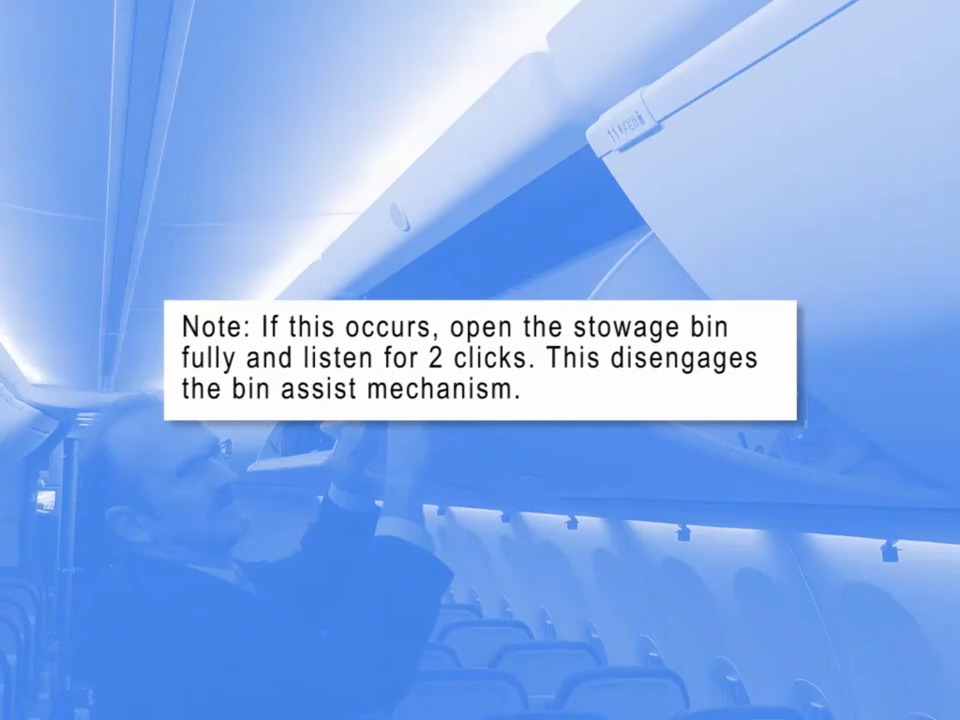 Note: If this occurs, open the stowage bin
fully and listen for 2 clicks. This disengages
the bin assist mechanism.